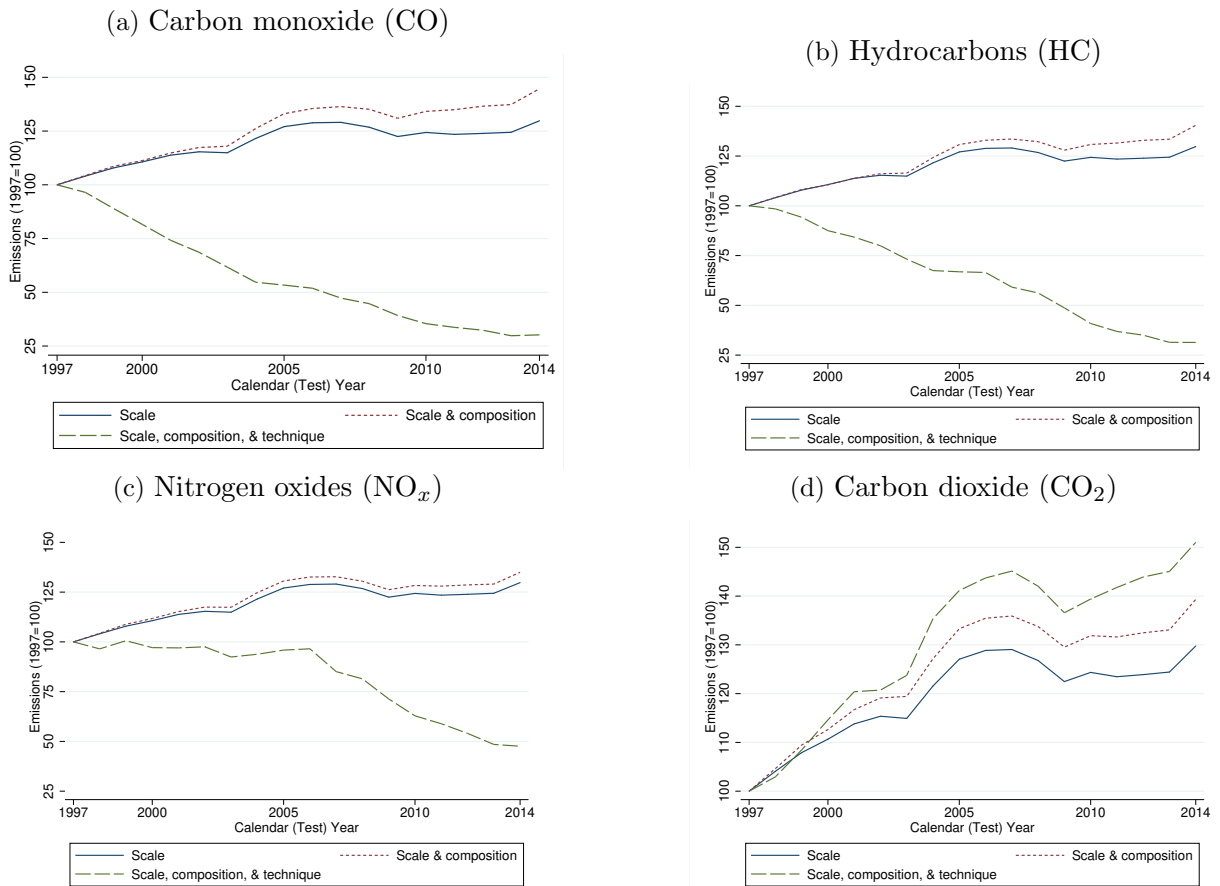 (a) Carbon monoxide (CO)
Emissions (1997=100)
150
125
100
75
50
25
1997 2000 2005 2010 2014
Calendar (Test) Year
Scale Scale & composition
Scale, composition, & technique
(b) Hydrocarbons (HC)
Emissions (1997=100)
150
125
100
75
50
25
1997 2000 2005 2010 2014
Calendar (Test) Year
Scale Scale & composition
Scale, composition, & technique
(c) Nitrogen oxides (NOₓ)
Emissions (1997=100)
150
125
100
75
50
25
1997 2000 2005 2010 2014
Calendar (Test) Year
Scale Scale & composition
Scale, composition, & technique
(d) Carbon dioxide (CO₂)
Emissions (1997=100)
150
140
130
120
110
100
1997 2000 2005 2010 2014
Calendar (Test) Year
Scale Scale & composition
Scale, composition, & technique